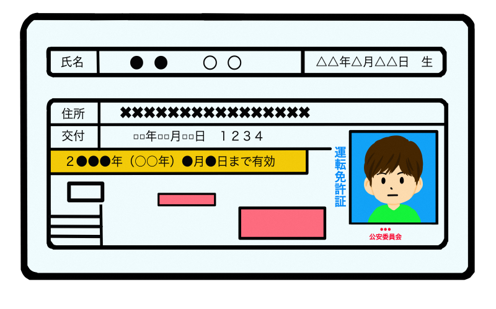 氏名 ●● ○○ △△年△月△△日 生
住所 ✖✖✖✖✖✖✖✖✖✖✖✖✖✖✖✖
交付 □□年□□月□□日 1234
2●●●年（○○年）●月●日まで有効
運転免許証
●●●
公安委員会